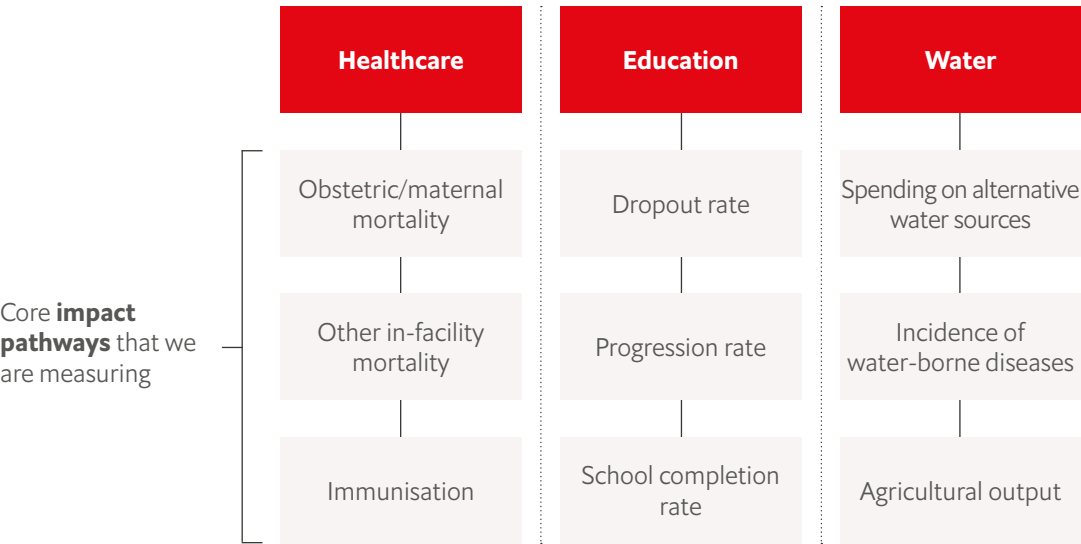 Healthcare
Education
Water
Core impact
pathways that we
are measuring
Obstetric/maternal
mortality
Dropout rate
Spending on alternative
water sources
Other in-facility
mortality
Progression rate
Incidence of
water-borne diseases
Immunisation
School completion
rate
Agricultural output